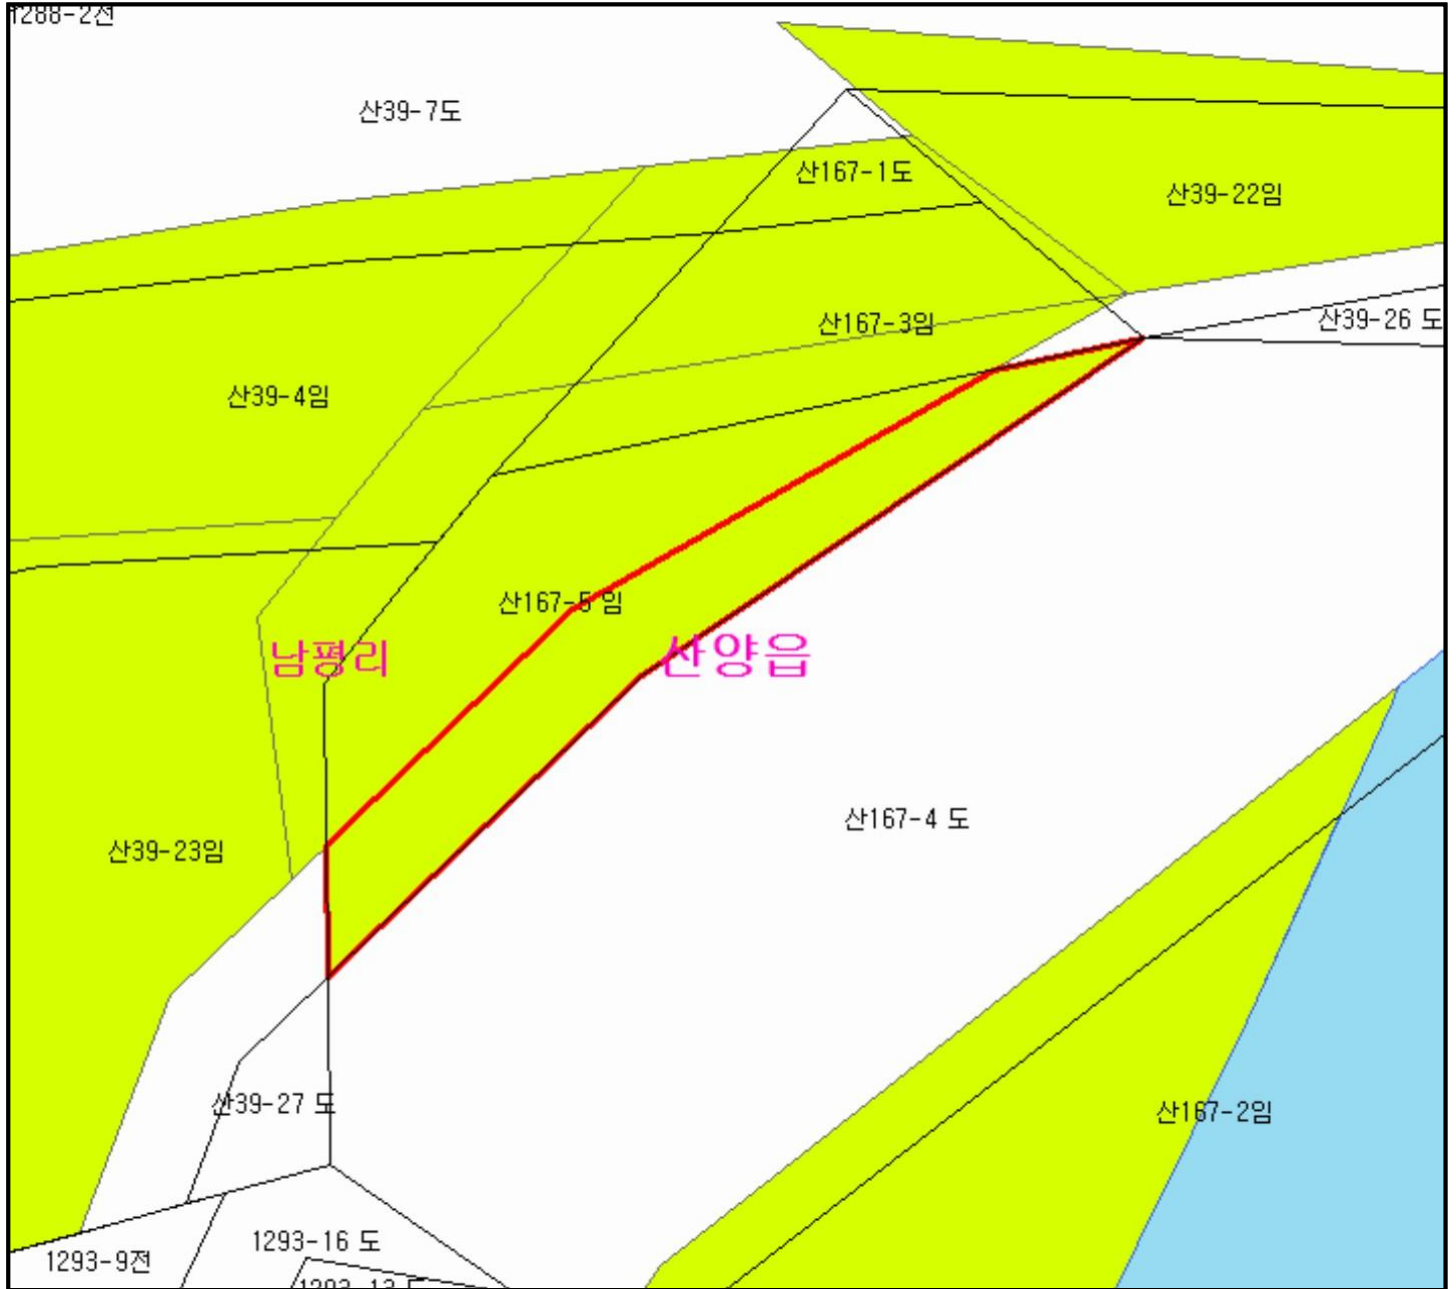 1288-2전
산39-7도
산167-1도
산39-22임
산167-3임
산39-26 도
산39-4임
산167-5 임
남평리
산양읍
산167-4 도
산39-23임
산39-27 도
산167-2임
1293-16 도
1293-9전